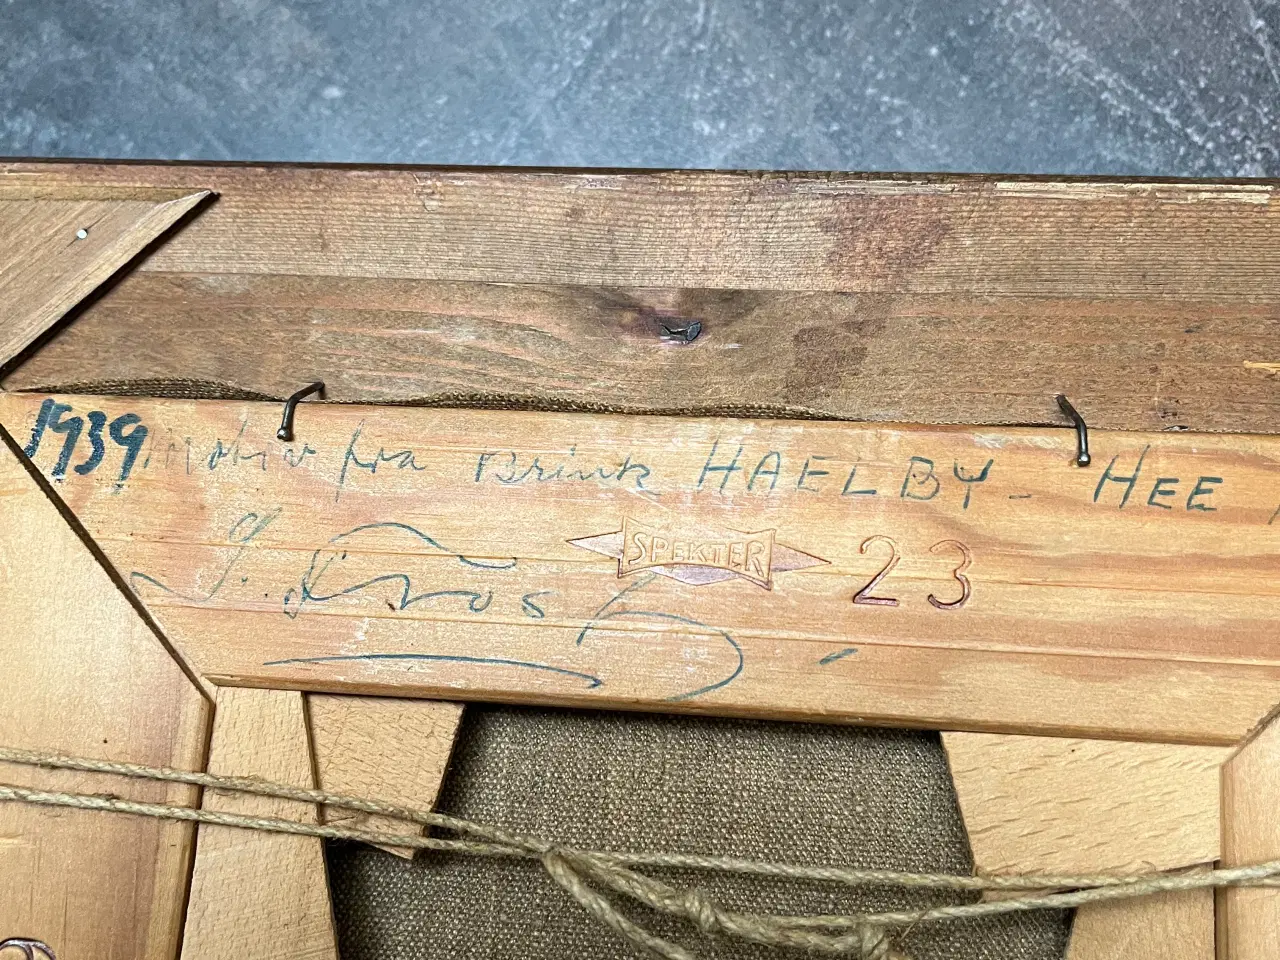 1939. motiv fra Brink HAELBY - HEE
SPEKTER 23